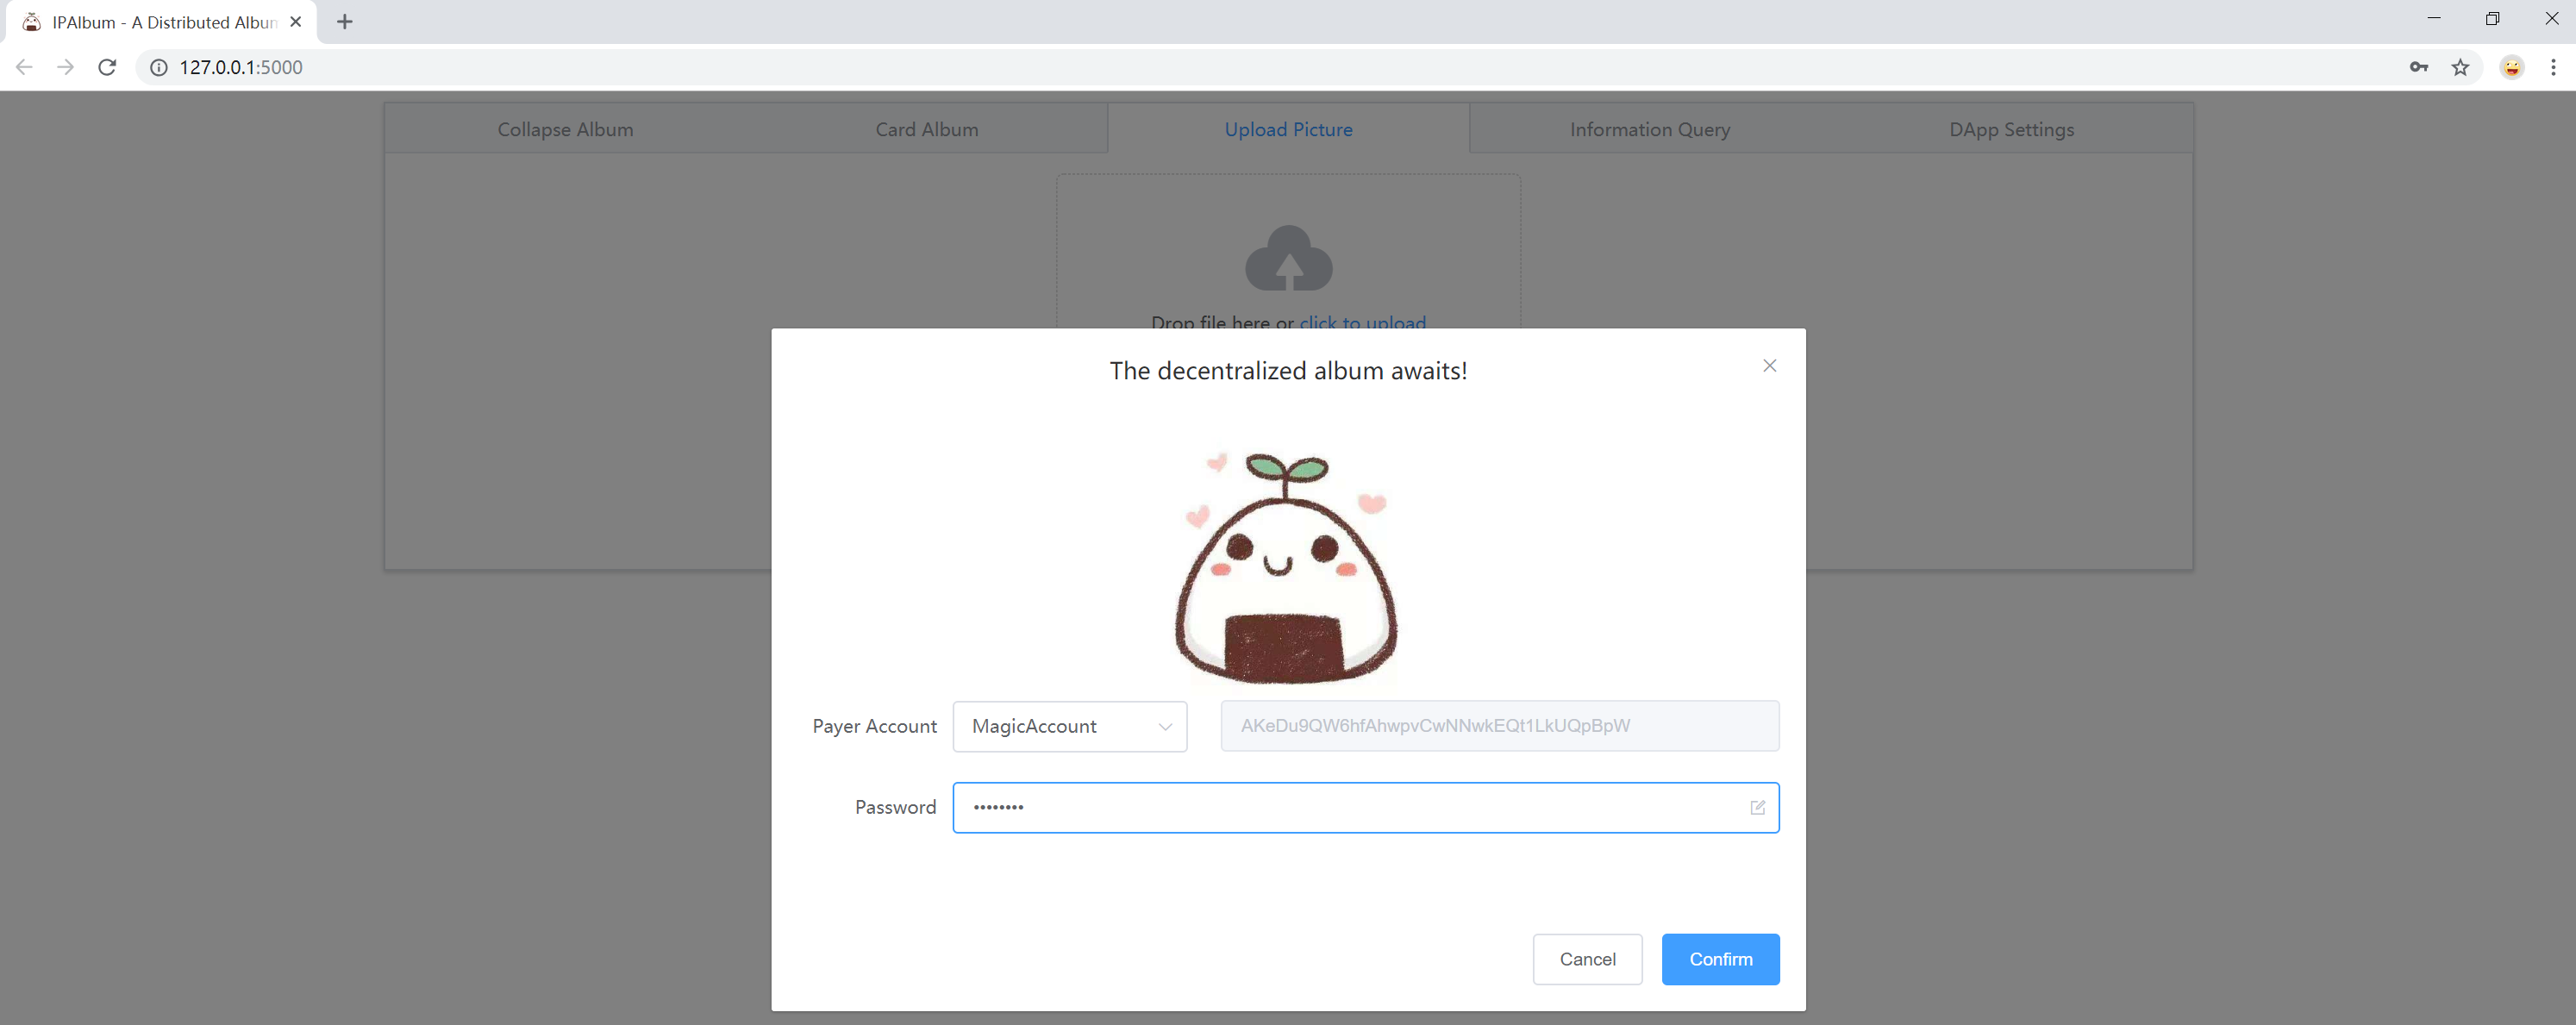 IPAlbum - A Distributed Album
127.0.0.1:5000
Collapse Album
Card Album
Upload Picture
Information Query
DApp Settings
Drop file here or click to upload
The decentralized album awaits!
Payer Account
MagicAccount
AKeDu9QW6hfAhwpvCwNNwkEQt1LkUQpBpW
Password
••••••••
Cancel
Confirm